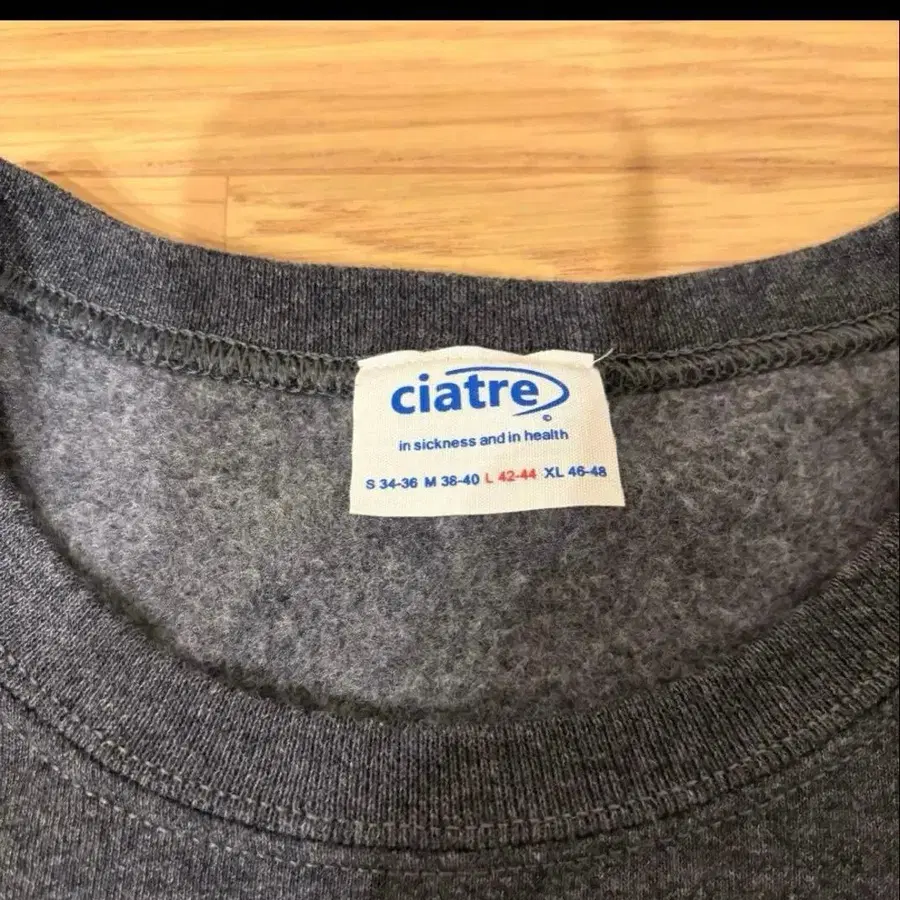 ciatre
©
in sickness and in health
S 34-36 M 38-40 L 42-44 XL 46-48